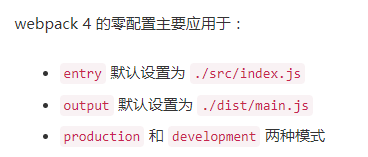 webpack 4 的零配置主要应用于：
entry 默认设置为 ./src/index.js
output 默认设置为 ./dist/main.js
production 和 development 两种模式